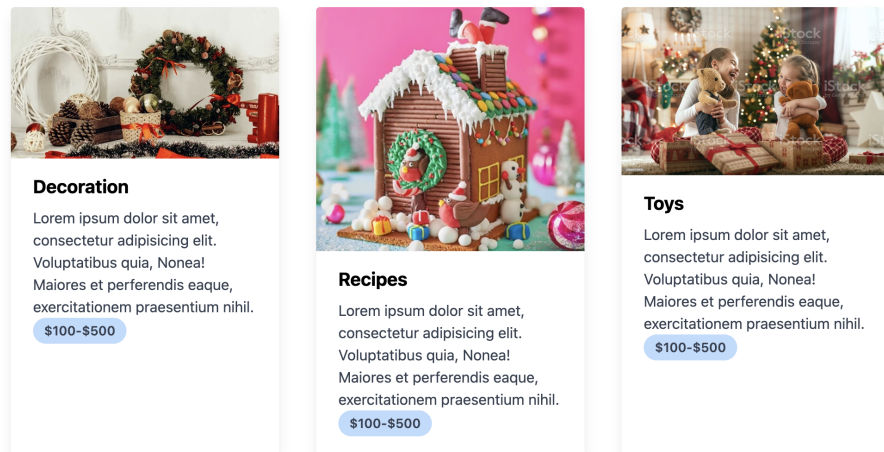 Decoration
Lorem ipsum dolor sit amet,
consectetur adipisicing elit.
Voluptatibus quia, Nonea!
Maiores et perferendis eaque,
exercitationem praesentium nihil.
$100-$500
Recipes
Lorem ipsum dolor sit amet,
consectetur adipisicing elit.
Voluptatibus quia, Nonea!
Maiores et perferendis eaque,
exercitationem praesentium nihil.
$100-$500
iStock
iStock
iStock
Toys
Lorem ipsum dolor sit amet,
consectetur adipisicing elit.
Voluptatibus quia, Nonea!
Maiores et perferendis eaque,
exercitationem praesentium nihil.
$100-$500